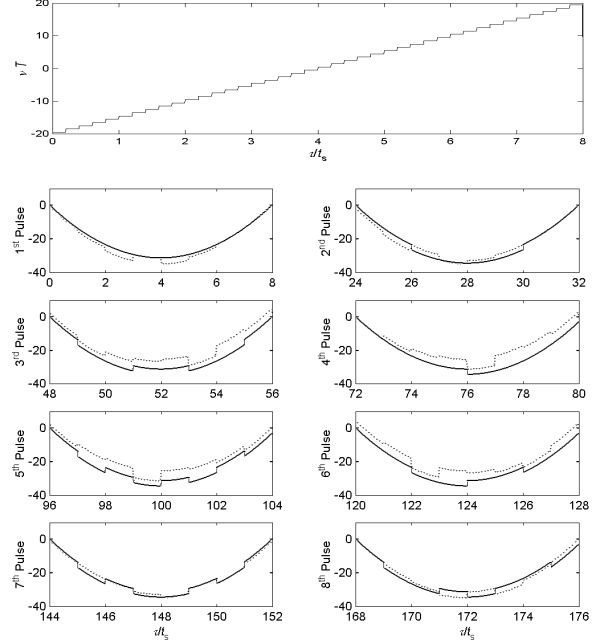 20
10
ν T
0
-10
-20
0 1 2 3 4 5 6 7 8
τ/ts
0
1st Pulse
-20
-40
0 2 4 6 8
0
2nd Pulse
-20
-40
24 26 28 30 32
0
3rd Pulse
-20
-40
48 50 52 54 56
0
4th Pulse
-20
-40
72 74 76 78 80
0
5th Pulse
-20
-40
96 98 100 102 104
0
6th Pulse
-20
-40
120 122 124 126 128
0
7th Pulse
-20
-40
144 146 148 150 152
τ/ts
0
8th Pulse
-20
-40
168 170 172 174 176
τ/ts